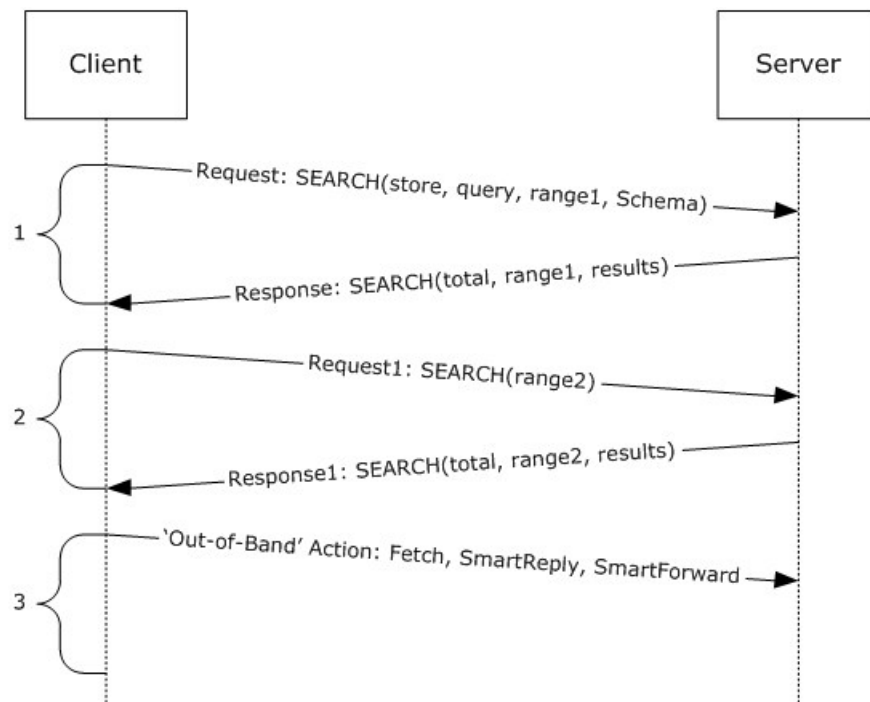 Client
Server
Request: SEARCH(store, query, range1, Schema)
1
Response: SEARCH(total, range1, results)
Request1: SEARCH(range2)
2
Response1: SEARCH(total, range2, results)
‘Out-of-Band’ Action: Fetch, SmartReply, SmartForward
3